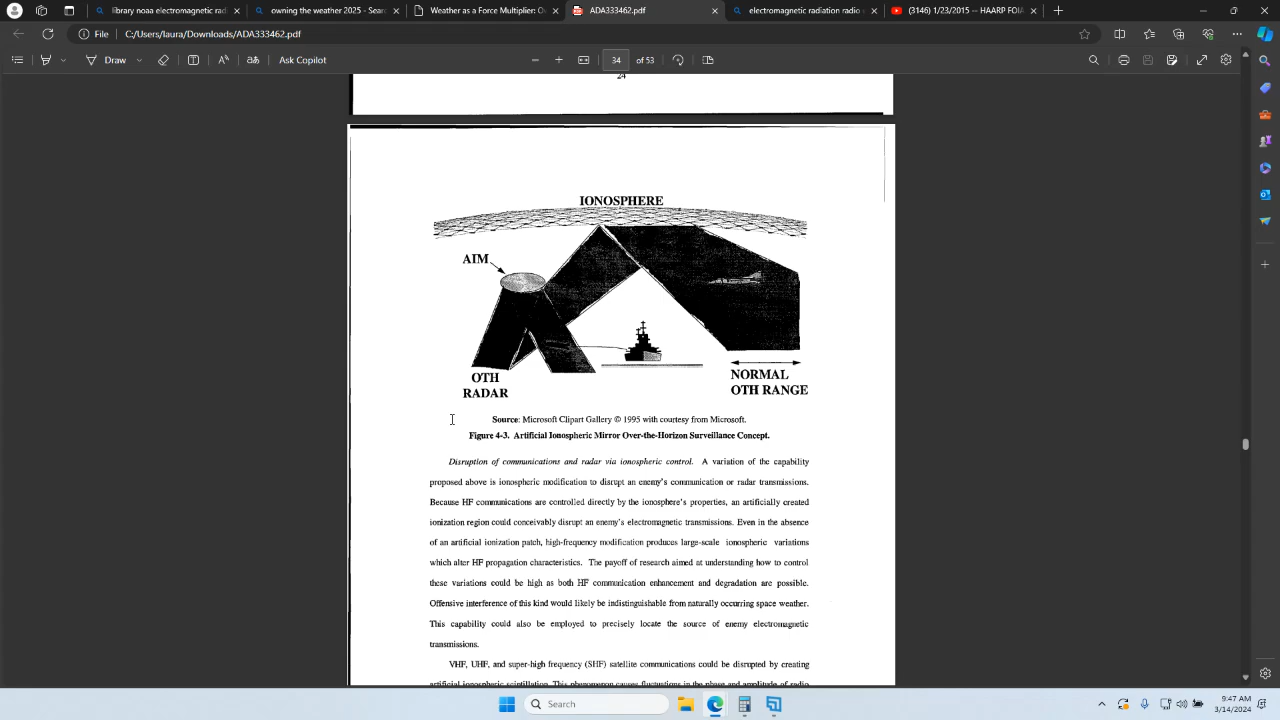 library noaa electromagnetic rad
owning the weather 2025 - Sear
Weather as a Force Multiplier: O
ADA333462.pdf
electromagnetic radiation radio
(3146) 1/23/2015 -- HAARP
File C:/Users/laura/Downloads/ADA333462.pdf
Draw Ask Copilot 34 of 53
24
IONOSPHERE
AIM
OTH
RADAR
NORMAL
OTH RANGE
Source: Microsoft Clipart Gallery © 1995 with courtesy from Microsoft.
Figure 4-3. Artificial Ionospheric Mirror Over-the-Horizon Surveillance Concept.
Disruption of communications and radar via ionospheric control. A variation of the capability
proposed above is ionospheric modification to disrupt an enemy's communication or radar transmissions.
Because HF communications are controlled directly by the ionosphere's properties, an artificially created
ionization region could conceivably disrupt an enemy's electromagnetic transmissions. Even in the absence
of an artificial ionization patch, high-frequency modification produces large-scale ionospheric variations
which alter HF propagation characteristics. The payoff of research aimed at understanding how to control
these variations could be high as both HF communication enhancement and degradation are possible.
Offensive interference of this kind would likely be indistinguishable from naturally occurring space weather.
This capability could also be employed to precisely locate the source of enemy electromagnetic
transmissions.
VHF, UHF, and super-high frequency (SHF) satellite communications could be disrupted by creating
artificial ionospheric scintillation. This phenomenon causes fluctuations in the phase and amplitude of radio
Search
3:47 AM
3/14/2024